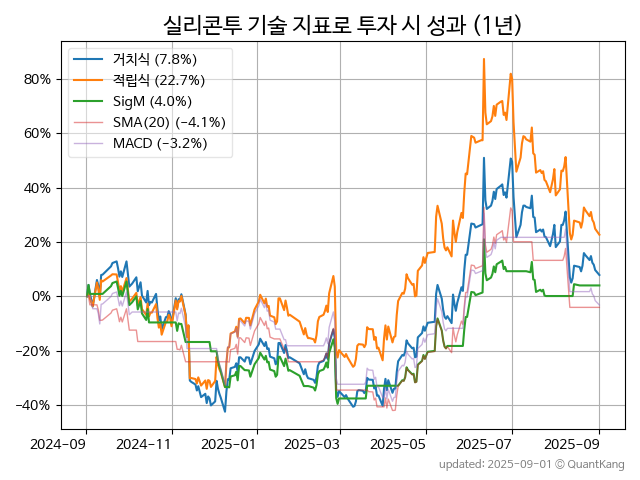 실리콘투 기술 지표로 투자 시 성과 (1년)
거치식 (7.8%)
적립식 (22.7%)
SigM (4.0%)
SMA(20) (−4.1%)
MACD (−3.2%)
80%
60%
40%
20%
0%
−20%
−40%
2024-09 2024-11 2025-01 2025-03 2025-05 2025-07 2025-09
updated: 2025-09-01 © QuantKang